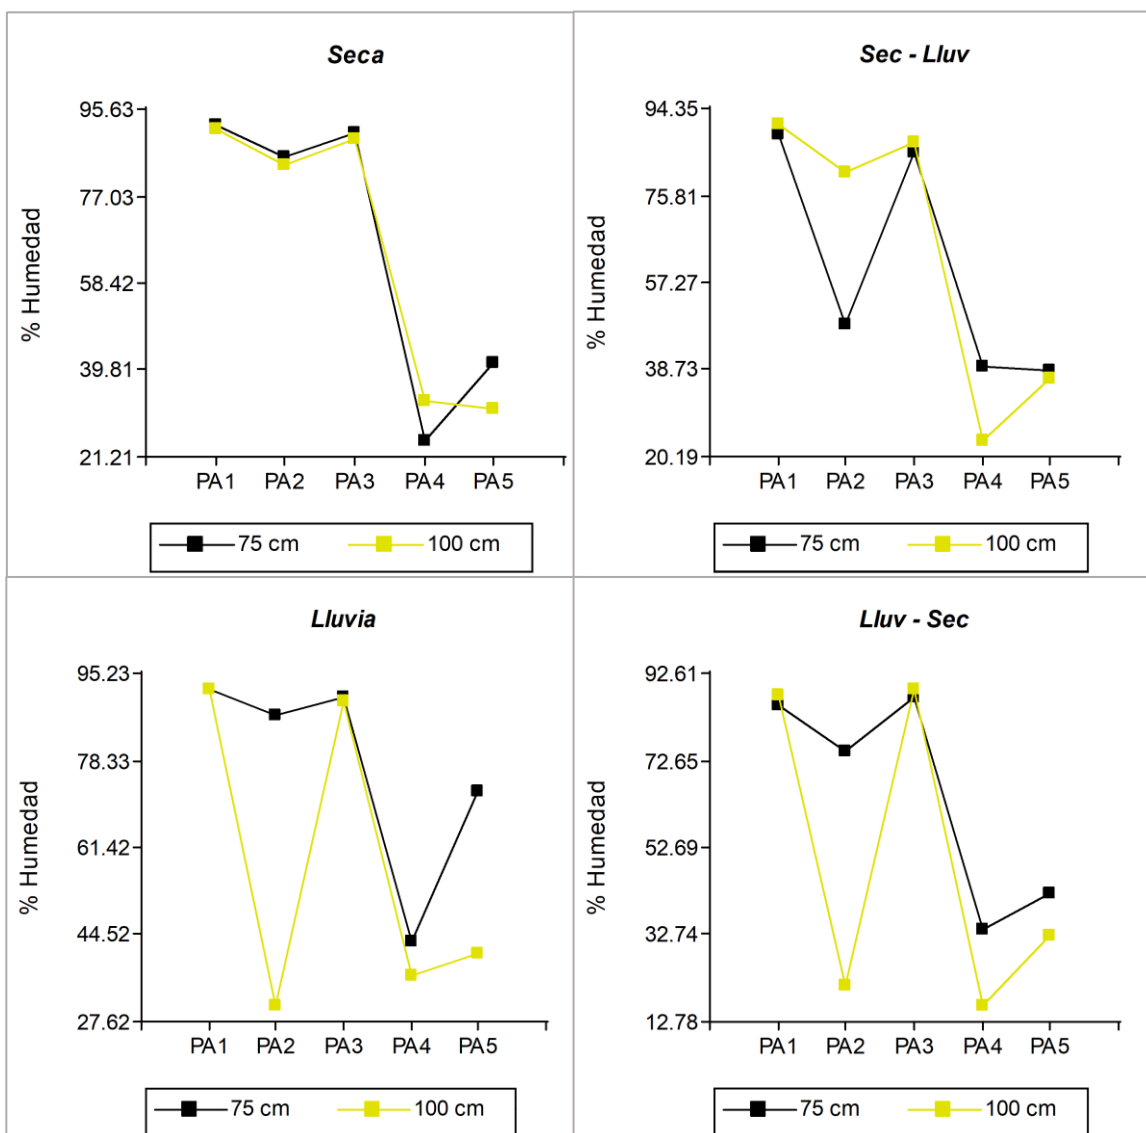 Seca
% Humedad
95.63
77.03
58.42
39.81
21.21
PA1 PA2 PA3 PA4 PA5
75 cm 100 cm
Sec - Lluv
% Humedad
94.35
75.81
57.27
38.73
20.19
PA1 PA2 PA3 PA4 PA5
75 cm 100 cm
Lluvia
% Humedad
95.23
78.33
61.42
44.52
27.62
PA1 PA2 PA3 PA4 PA5
75 cm 100 cm
Lluv - Sec
% Humedad
92.61
72.65
52.69
32.74
12.78
PA1 PA2 PA3 PA4 PA5
75 cm 100 cm